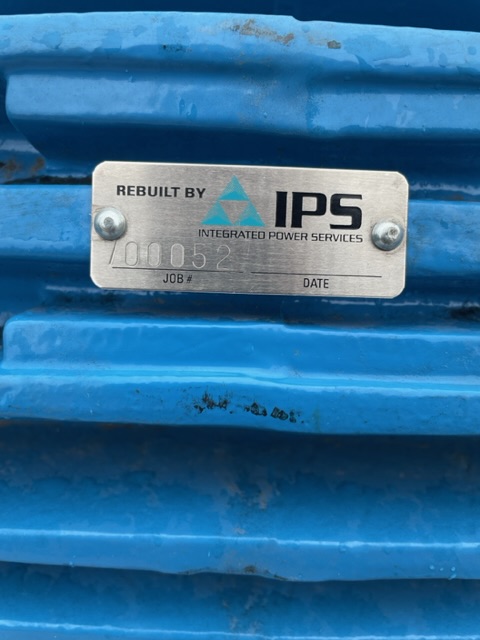 REBUILT BY IPS
INTEGRATED POWER SERVICES
700052
JOB # DATE